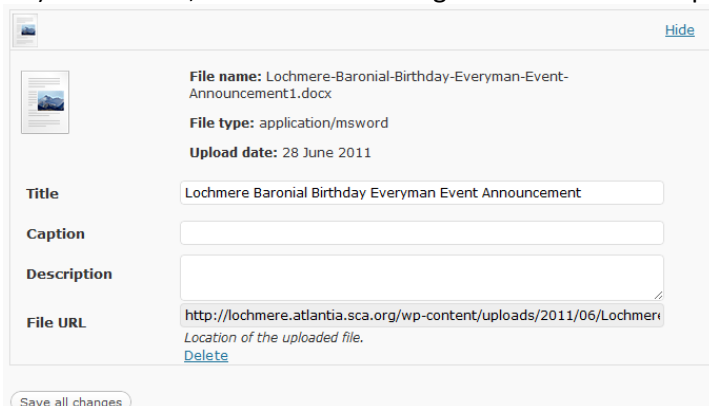 Hide
File name: Lochmere-Baronial-Birthday-Everyman-Event-
Announcement1.docx
File type: application/msword
Upload date: 28 June 2011
Title Lochmere Baronial Birthday Everyman Event Announcement
Caption
Description
File URL http://lochmere.atlantia.sca.org/wp-content/uploads/2011/06/Lochmere
Location of the uploaded file.
Delete
Save all changes